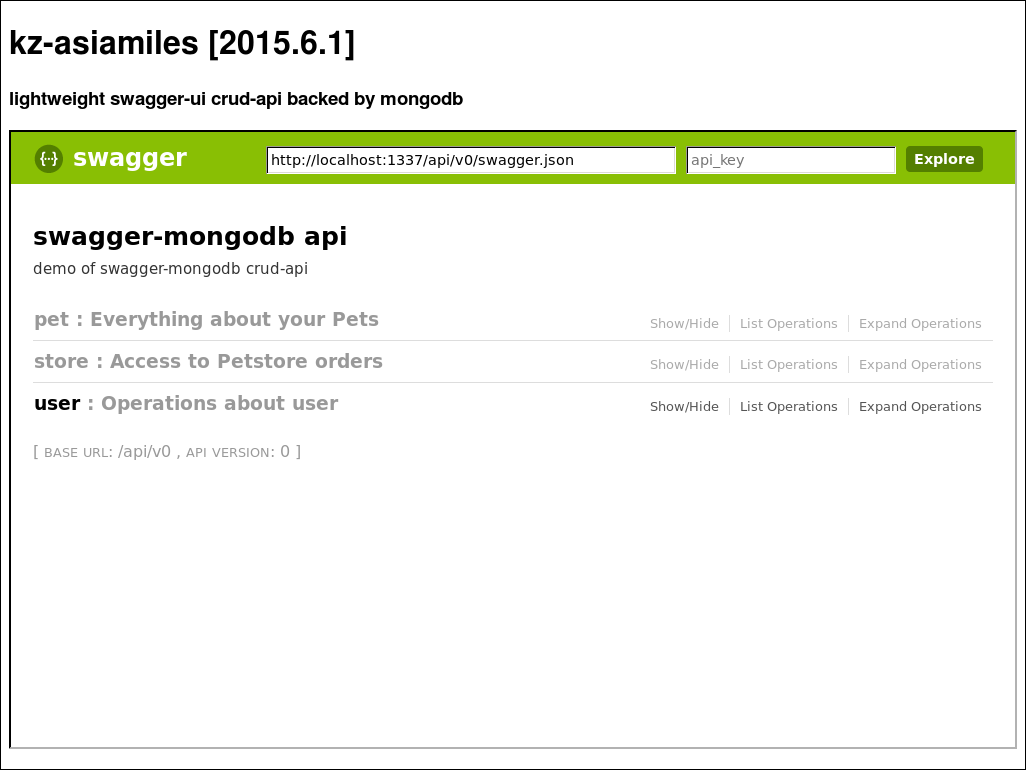 kz-asiamiles [2015.6.1]
lightweight swagger-ui crud-api backed by mongodb
{···} swagger http://localhost:1337/api/v0/swagger.json api_key Explore
swagger-mongodb api
demo of swagger-mongodb crud-api
pet : Everything about your Pets Show/Hide List Operations Expand Operations
store : Access to Petstore orders Show/Hide List Operations Expand Operations
user : Operations about user Show/Hide List Operations Expand Operations
[ BASE URL: /api/v0 , API VERSION: 0 ]